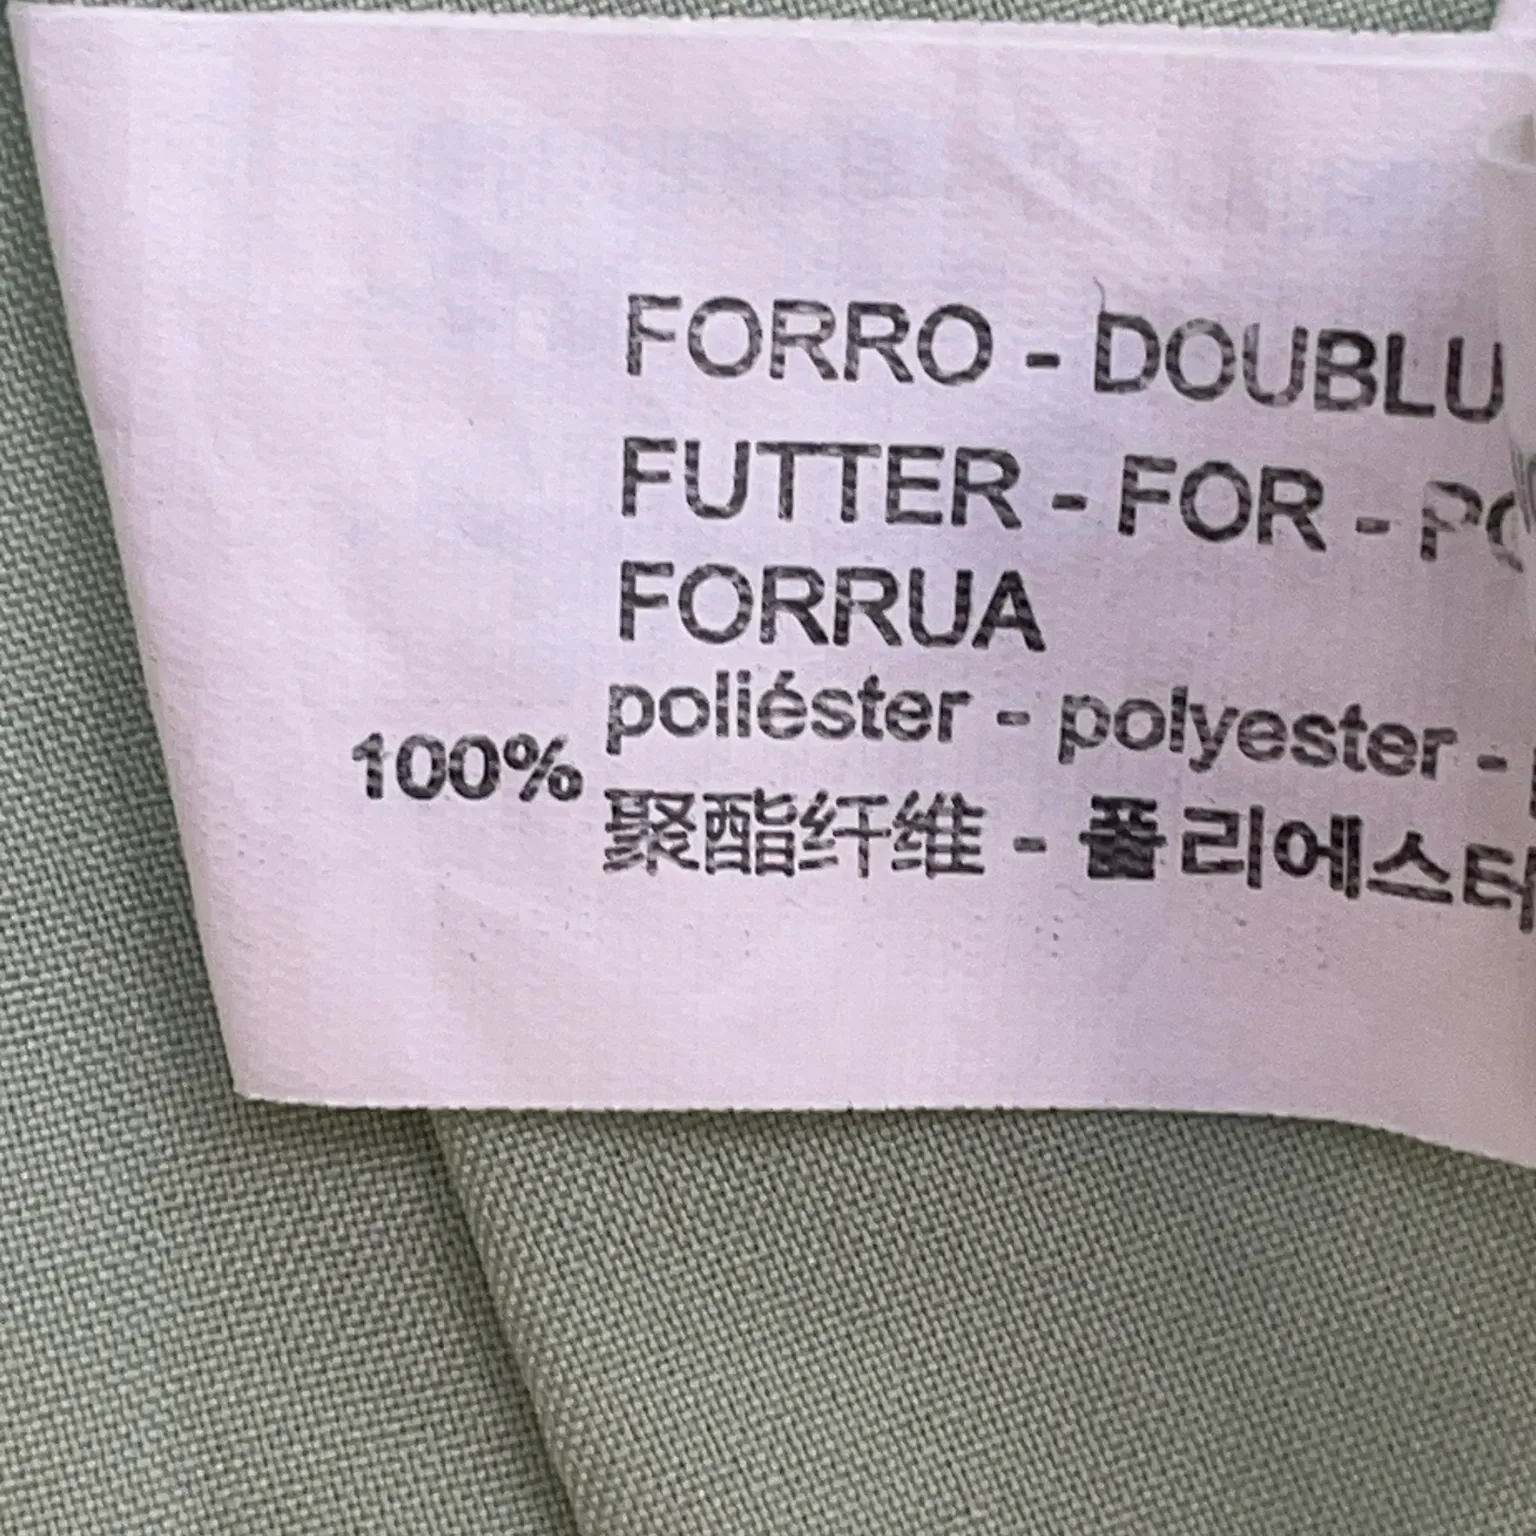 FORRO - DOUBLU
FUTTER - FOR -
FORRUA
poliéster - polyester -
100%
聚酯纤维 - 폴리에스터